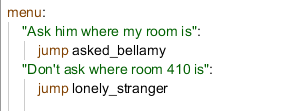 menu:
"Ask him where my room is":
jump asked_bellamy
"Don't ask where room 410 is":
jump lonely_stranger